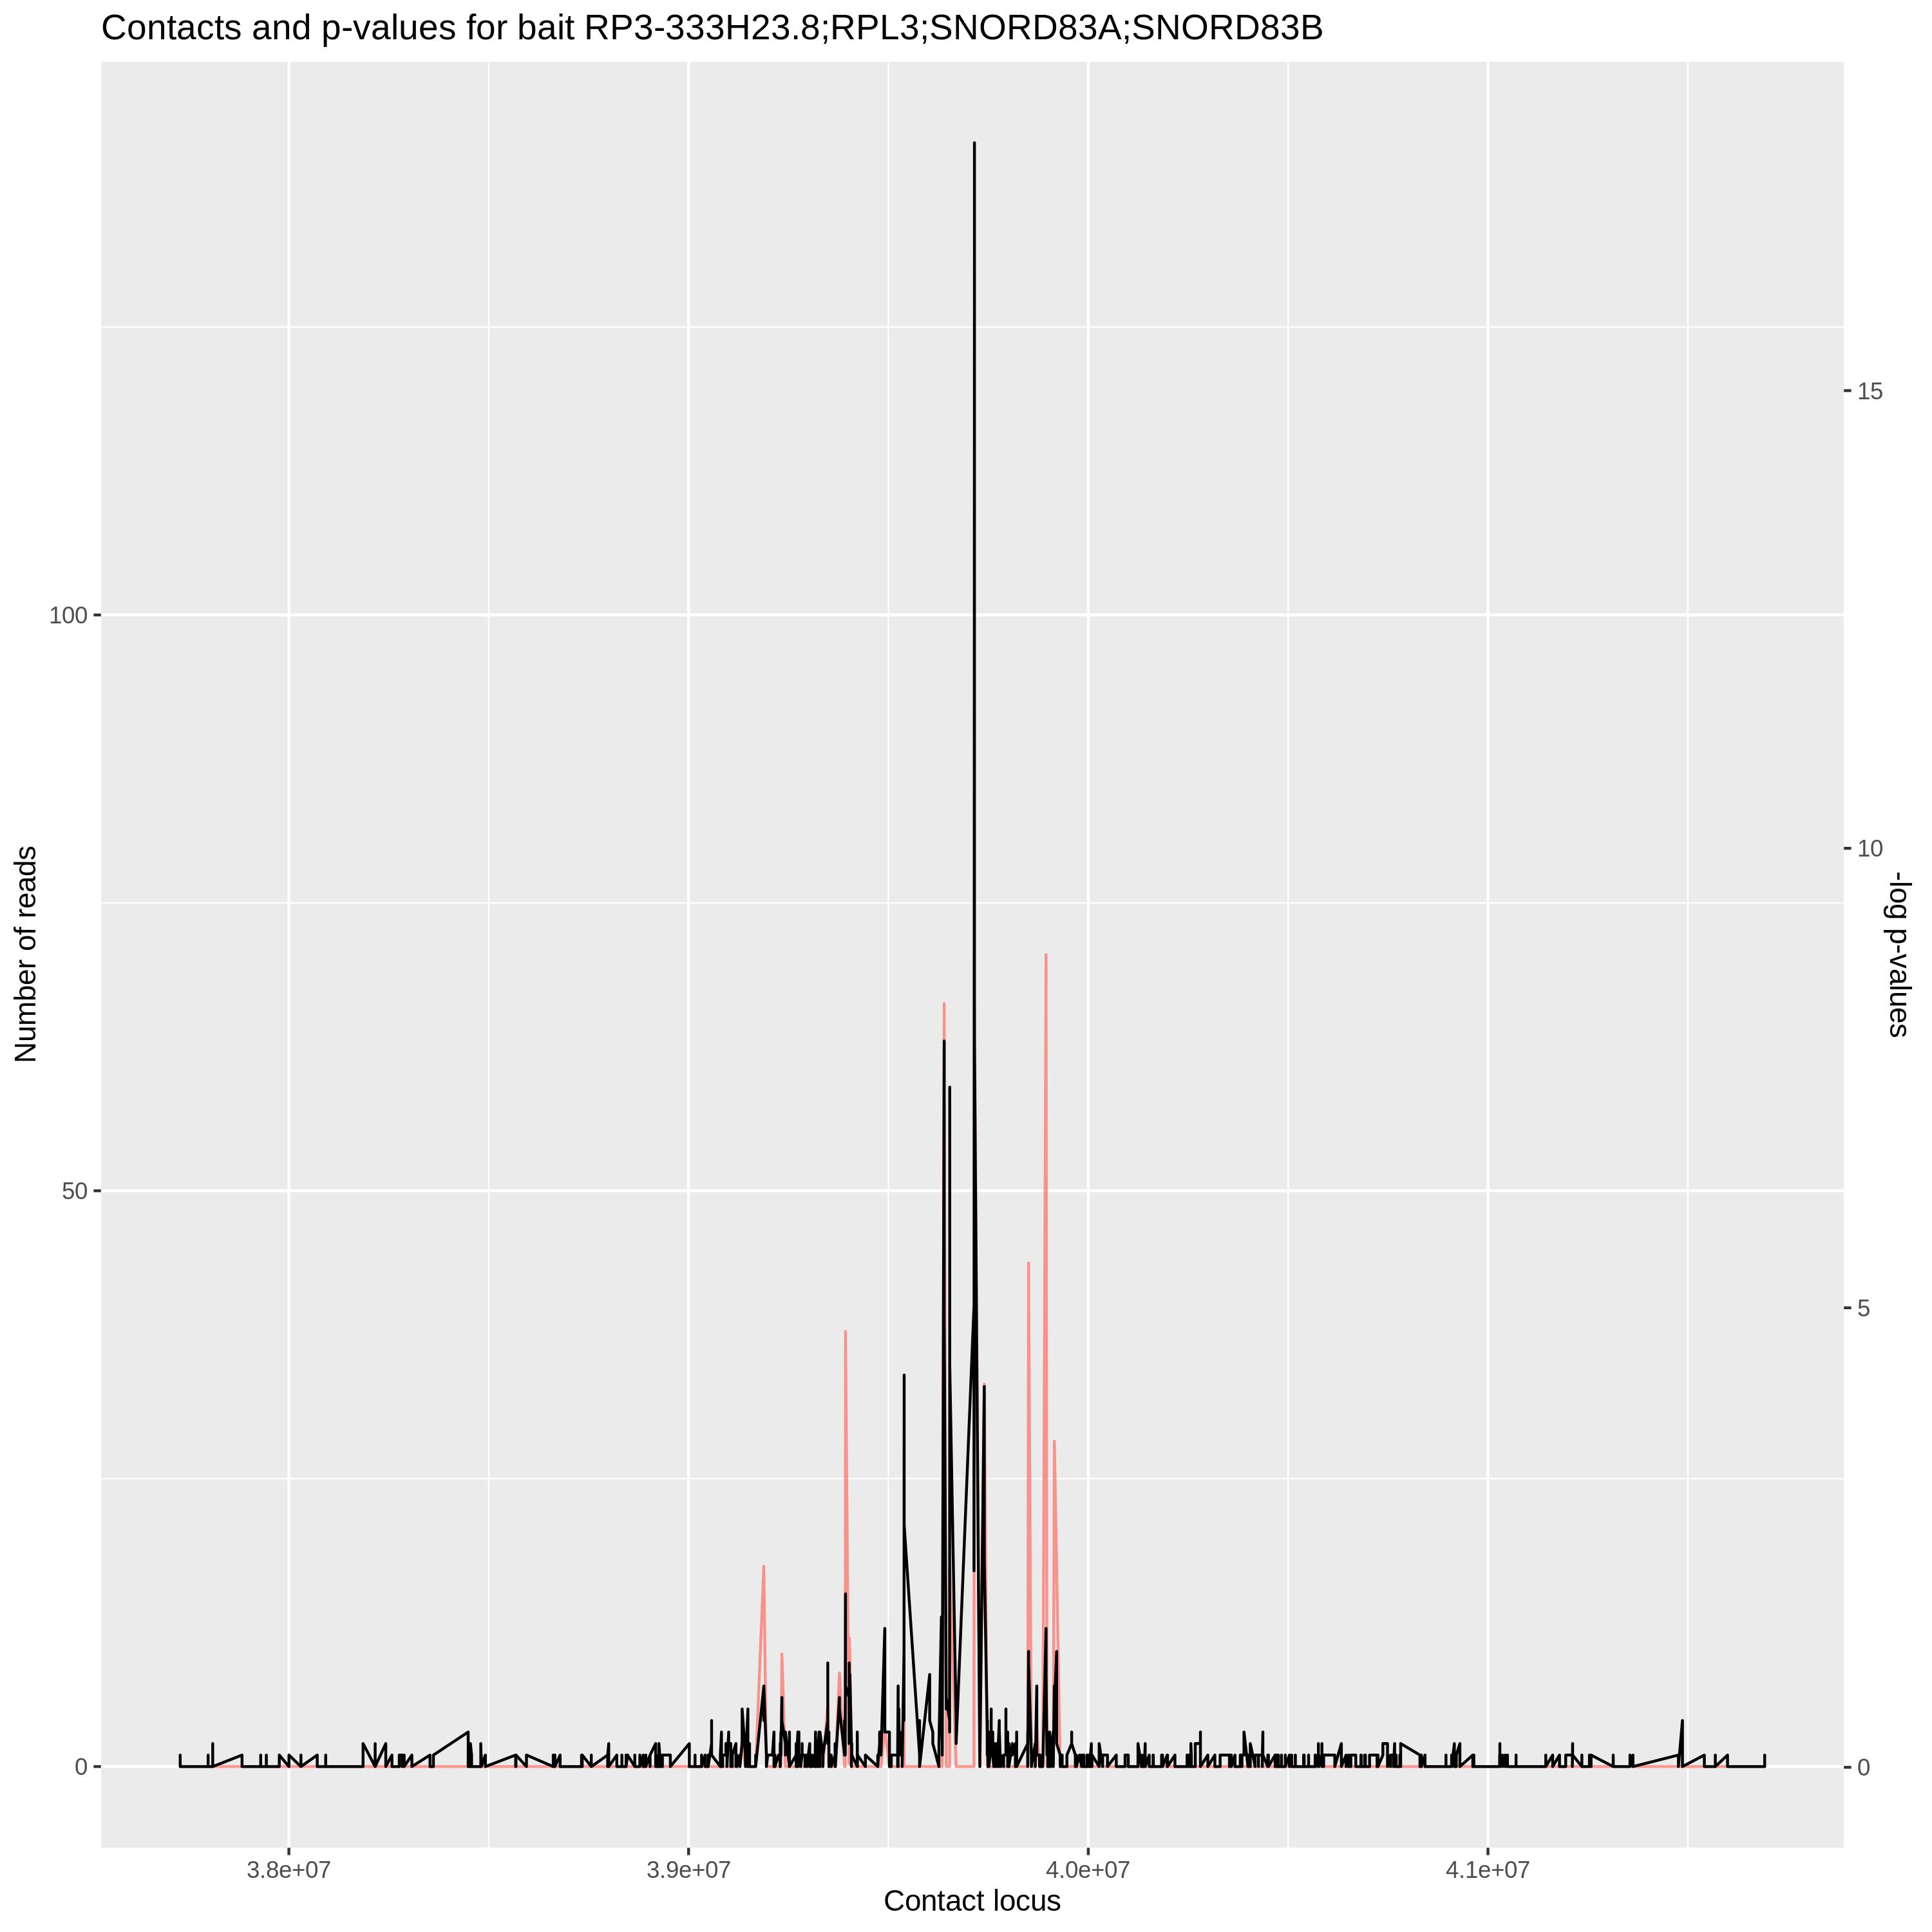 Contacts and p-values for bait RP3-333H23.8;RPL3;SNORD83A;SNORD83B
Number of reads
100
50
0
15
10
5
0
-log p-values
3.8e+07 3.9e+07 4.0e+07 4.1e+07
Contact locus